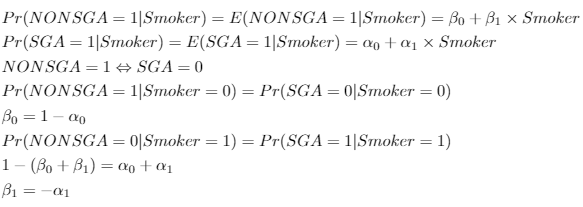 Pr(NONSGA = 1|Smoker) = E(NONSGA = 1|Smoker) = β₀ + β₁ × Smoker
Pr(SGA = 1|Smoker) = E(SGA = 1|Smoker) = α₀ + α₁ × Smoker
NONSGA = 1 ⇔ SGA = 0
Pr(NONSGA = 1|Smoker = 0) = Pr(SGA = 0|Smoker = 0)
β₀ = 1 − α₀
Pr(NONSGA = 0|Smoker = 1) = Pr(SGA = 1|Smoker = 1)
1 − (β₀ + β₁) = α₀ + α₁
β₁ = −α₁